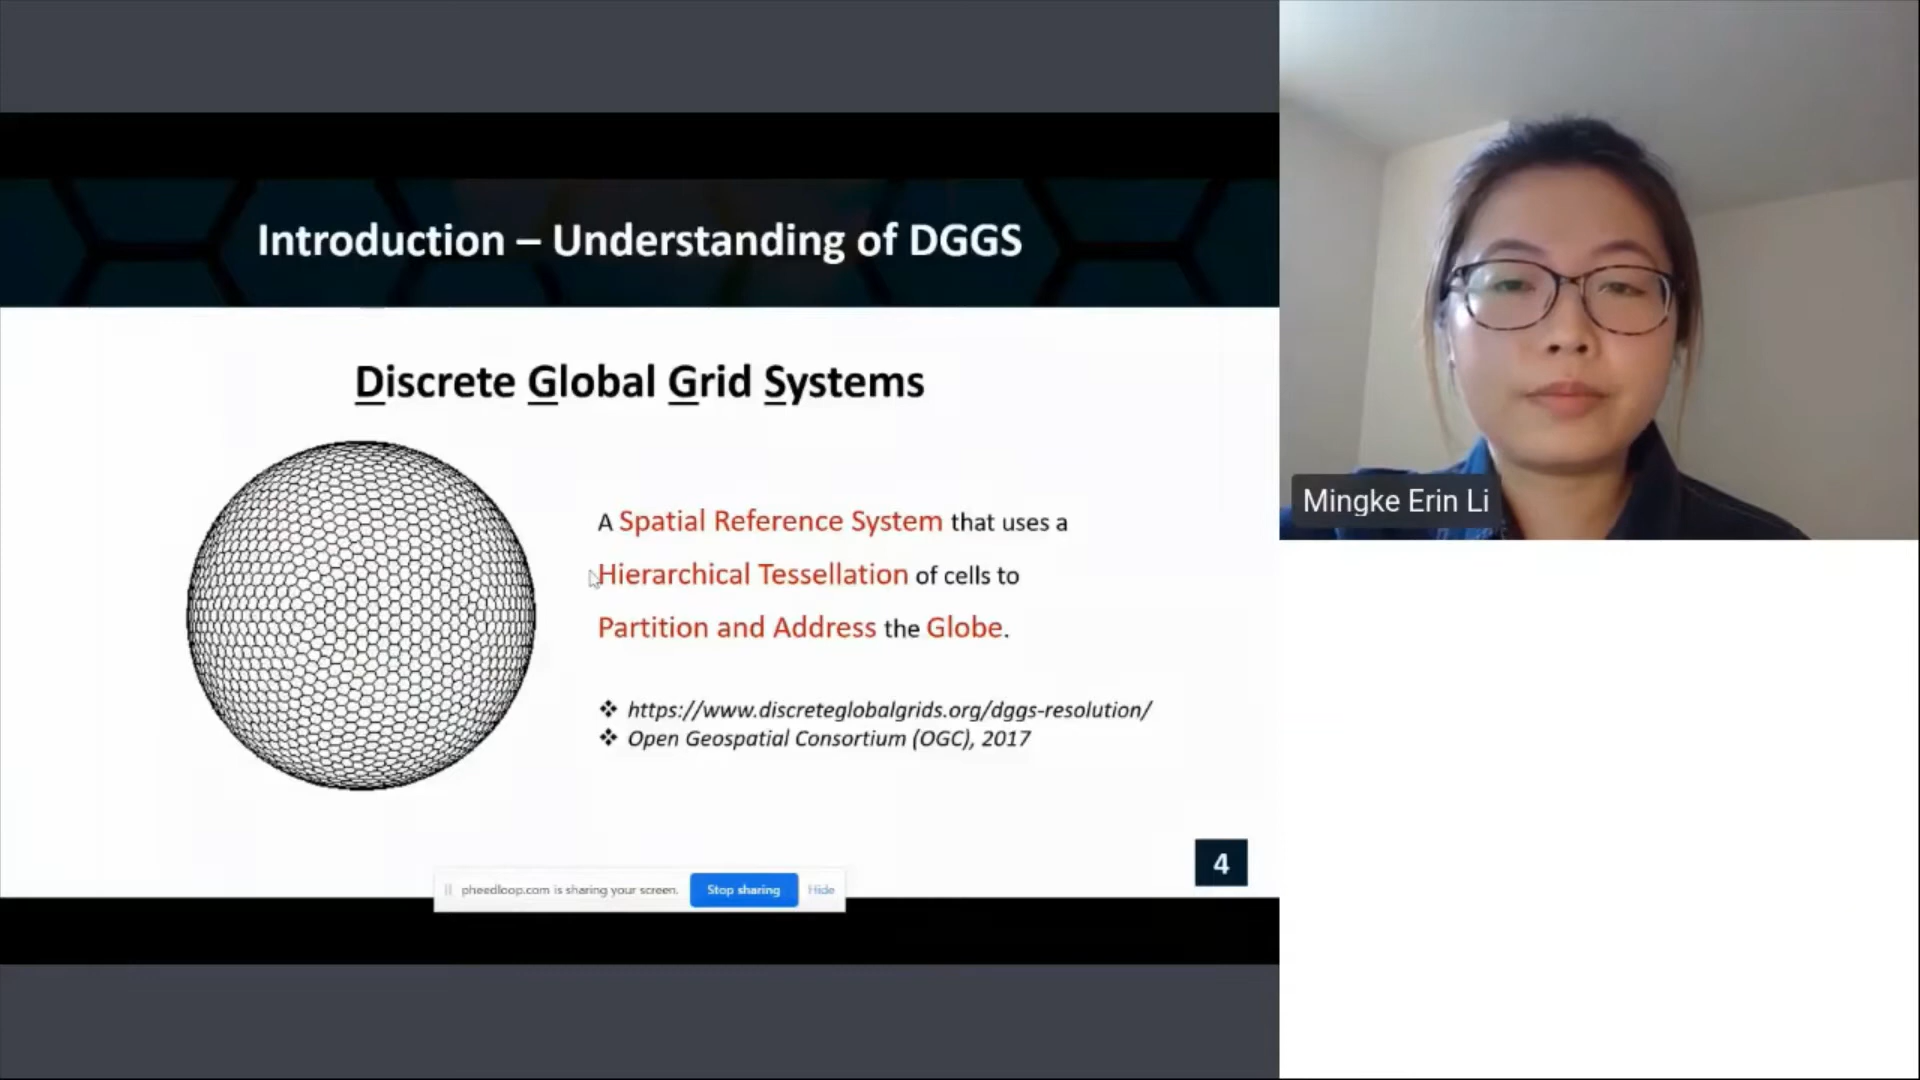 Introduction – Understanding of DGGS
Discrete Global Grid Systems
A Spatial Reference System that uses a
Hierarchical Tessellation of cells to
Partition and Address the Globe.
❖ https://www.discreteglobalgrids.org/dggs-resolution/
❖ Open Geospatial Consortium (OGC), 2017
4
pheedloop.com is sharing your screen. Stop sharing Hide
Mingke Erin Li